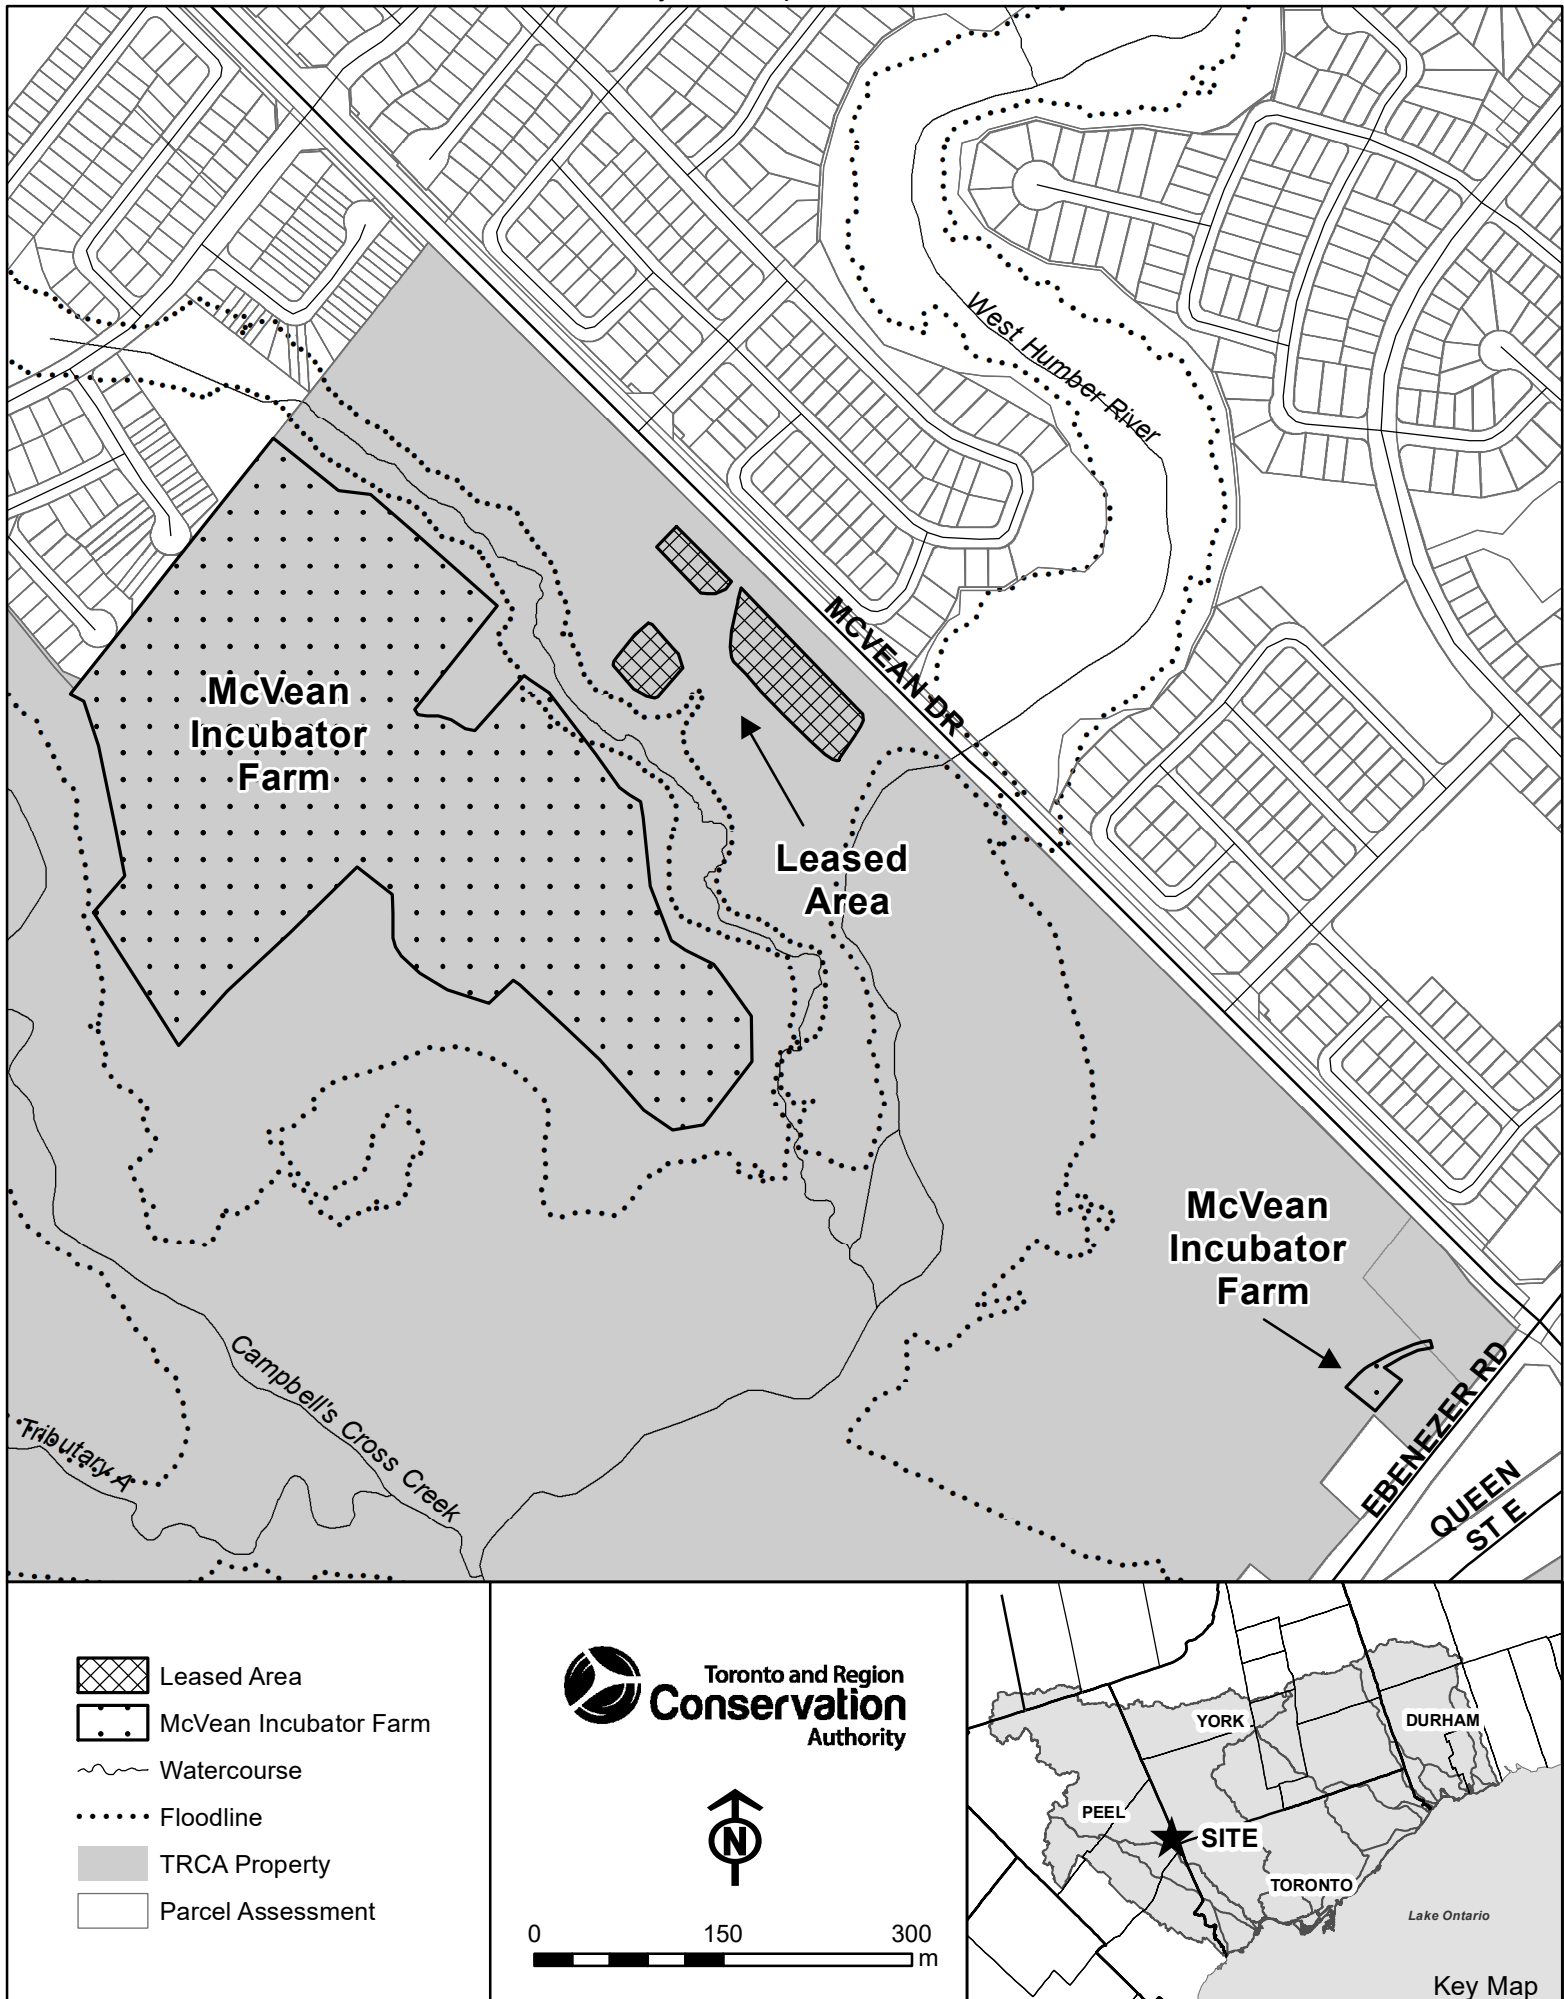 West Humber River
MCVEAN DR
McVean
Incubator
Farm
Leased
Area
McVean
Incubator
Farm
Campbell's Cross Creek
Tributary A
EBENEZER RD
QUEEN
ST E
Leased Area
McVean Incubator Farm
Watercourse
Floodline
TRCA Property
Parcel Assessment
Toronto and Region
Conservation
Authority
N
0 150 300
m
YORK
DURHAM
PEEL
SITE
TORONTO
Lake Ontario
Key Map